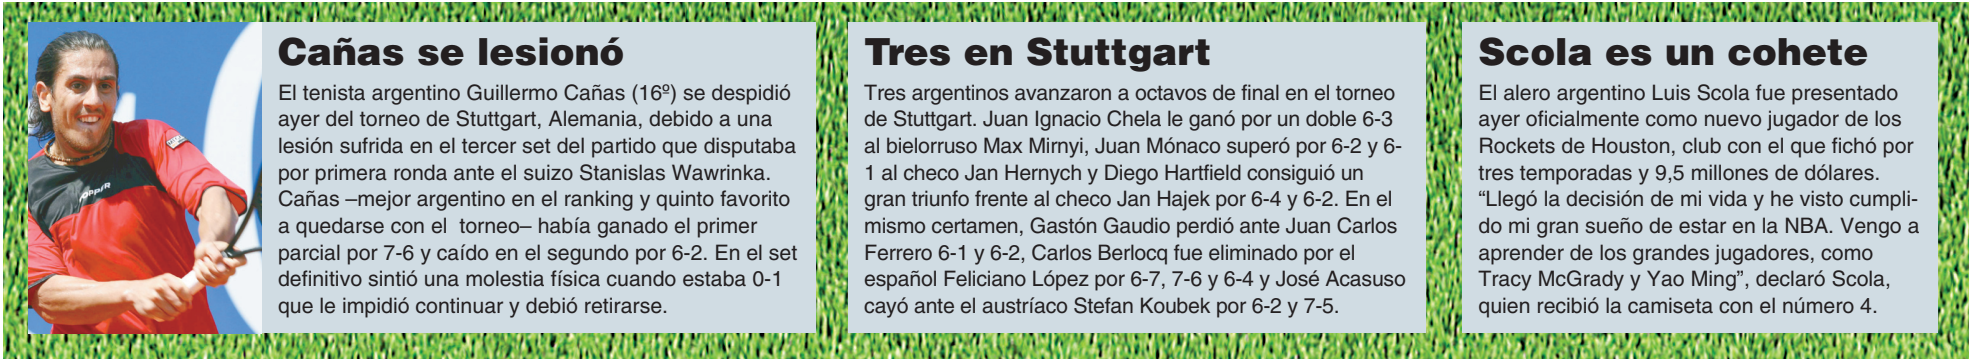 Cañas se lesionó
El tenista argentino Guillermo Cañas (16º) se despidió
ayer del torneo de Stuttgart, Alemania, debido a una
lesión sufrida en el tercer set del partido que disputaba
por primera ronda ante el suizo Stanislas Wawrinka.
Cañas –mejor argentino en el ranking y quinto favorito
a quedarse con el torneo– había ganado el primer
parcial por 7-6 y caído en el segundo por 6-2. En el set
definitivo sintió una molestia física cuando estaba 0-1
que le impidió continuar y debió retirarse.
Tres en Stuttgart
Tres argentinos avanzaron a octavos de final en el torneo
de Stuttgart. Juan Ignacio Chela le ganó por un doble 6-3
al bielorruso Max Mirnyi, Juan Mónaco superó por 6-2 y 6-
1 al checo Jan Hernych y Diego Hartfield consiguió un
gran triunfo frente al checo Jan Hajek por 6-4 y 6-2. En el
mismo certamen, Gastón Gaudio perdió ante Juan Carlos
Ferrero 6-1 y 6-2, Carlos Berlocq fue eliminado por el
español Feliciano López por 6-7, 7-6 y 6-4 y José Acasuso
cayó ante el austríaco Stefan Koubek por 6-2 y 7-5.
Scola es un cohete
El alero argentino Luis Scola fue presentado
ayer oficialmente como nuevo jugador de los
Rockets de Houston, club con el que fichó por
tres temporadas y 9,5 millones de dólares.
“Llegó la decisión de mi vida y he visto cumpli-
do mi gran sueño de estar en la NBA. Vengo a
aprender de los grandes jugadores, como
Tracy McGrady y Yao Ming”, declaró Scola,
quien recibió la camiseta con el número 4.